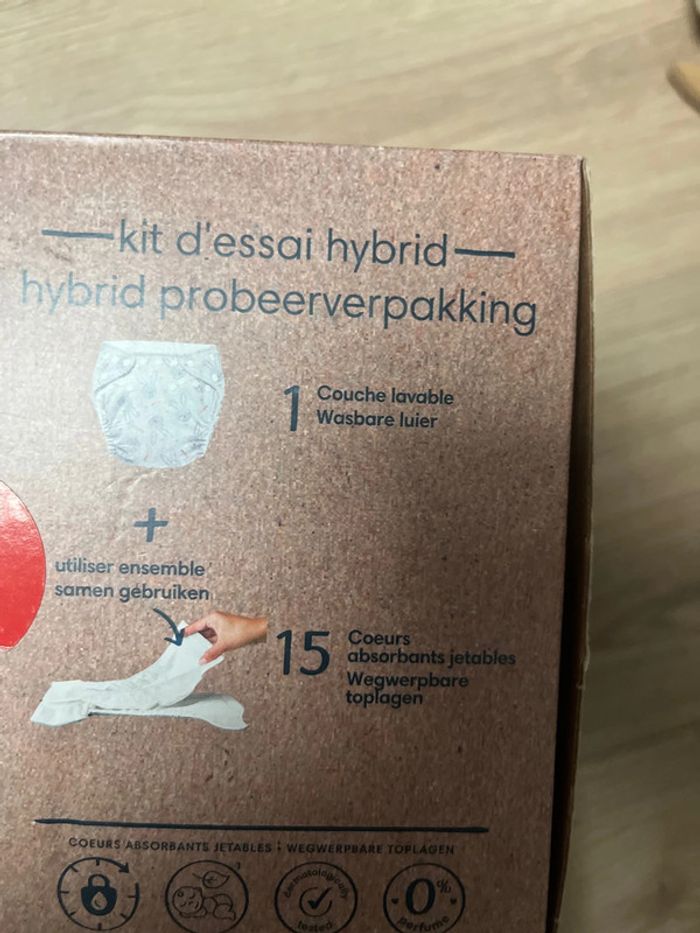 kit d'essai hybrid
hybrid probeerverpakking
1 Couche lavable
Wasbare luier
+
utiliser ensemble
samen gebruiken
15 Coeurs
absorbants jetables
Wegwerpbare
toplagen
COEURS ABSORBANTS JETABLES | WEGWERPBARE TOPLAGEN
dermatologically
tested
0%
perfume